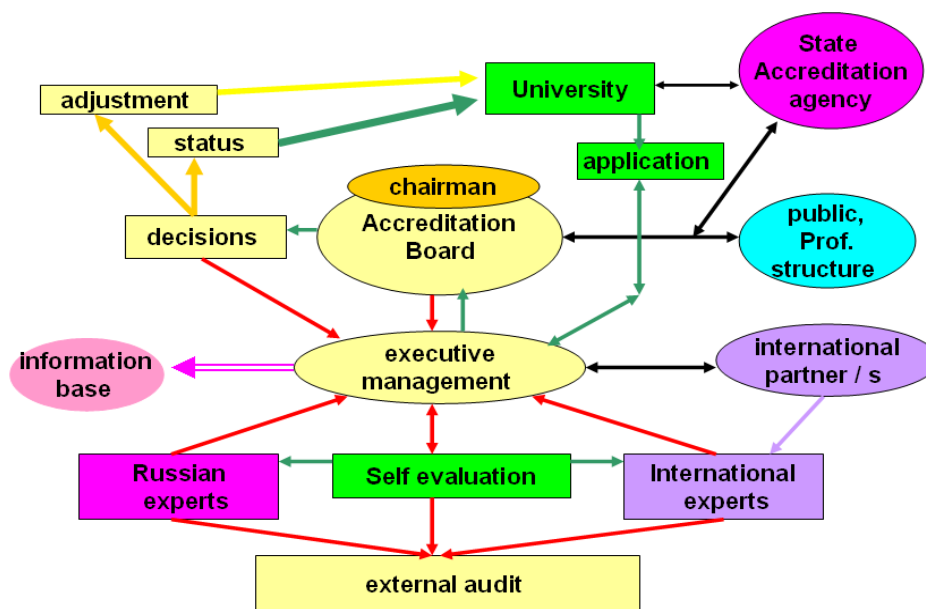 State
Accreditation
agency
University
adjustment
status
application
chairman
Accreditation
Board
decisions
public,
Prof.
structure
executive
management
information
base
international
partner / s
Russian
experts
Self evaluation
International
experts
external audit